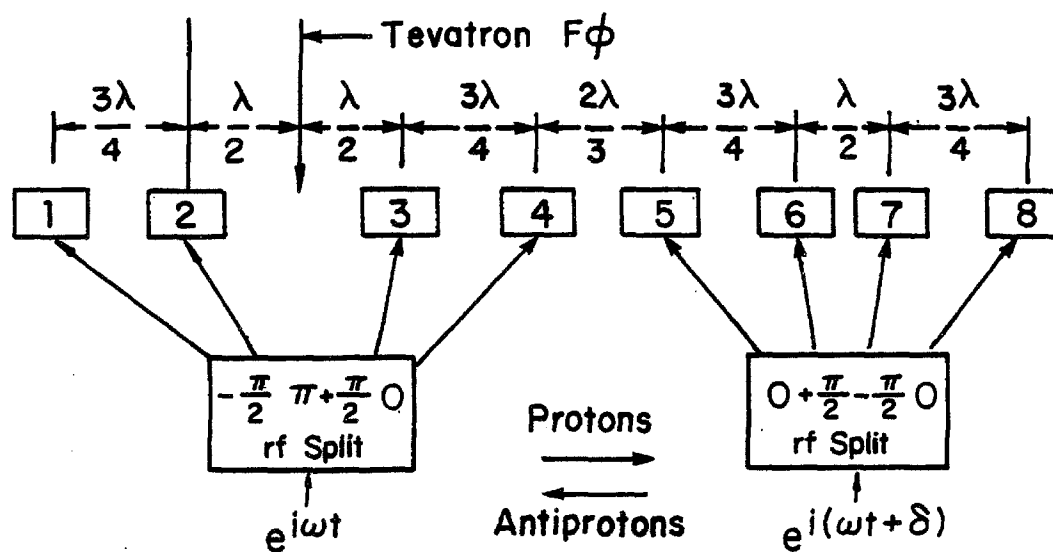 Tevatron Fϕ
3λ/4 λ/2 λ/2 3λ/4 2λ/3 3λ/4 λ/2 3λ/4
1 2 3 4 5 6 7 8
-π/2 π +π/2 0
rf Split
0 +π/2 -π/2 0
rf Split
Protons
Antiprotons
e^{iωt}
e^{i(ωt+δ)}